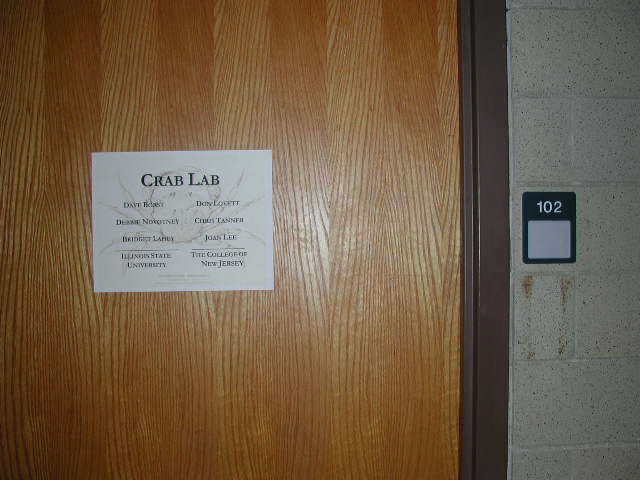 CRAB LAB
DAVE BORST DON LOVETT
DEBBIE NOVOTNEY CHRIS TANNER
BRIDGET LAHEY JOAN LEE
ILLINOIS STATE UNIVERSITY
THE COLLEGE OF NEW JERSEY
102